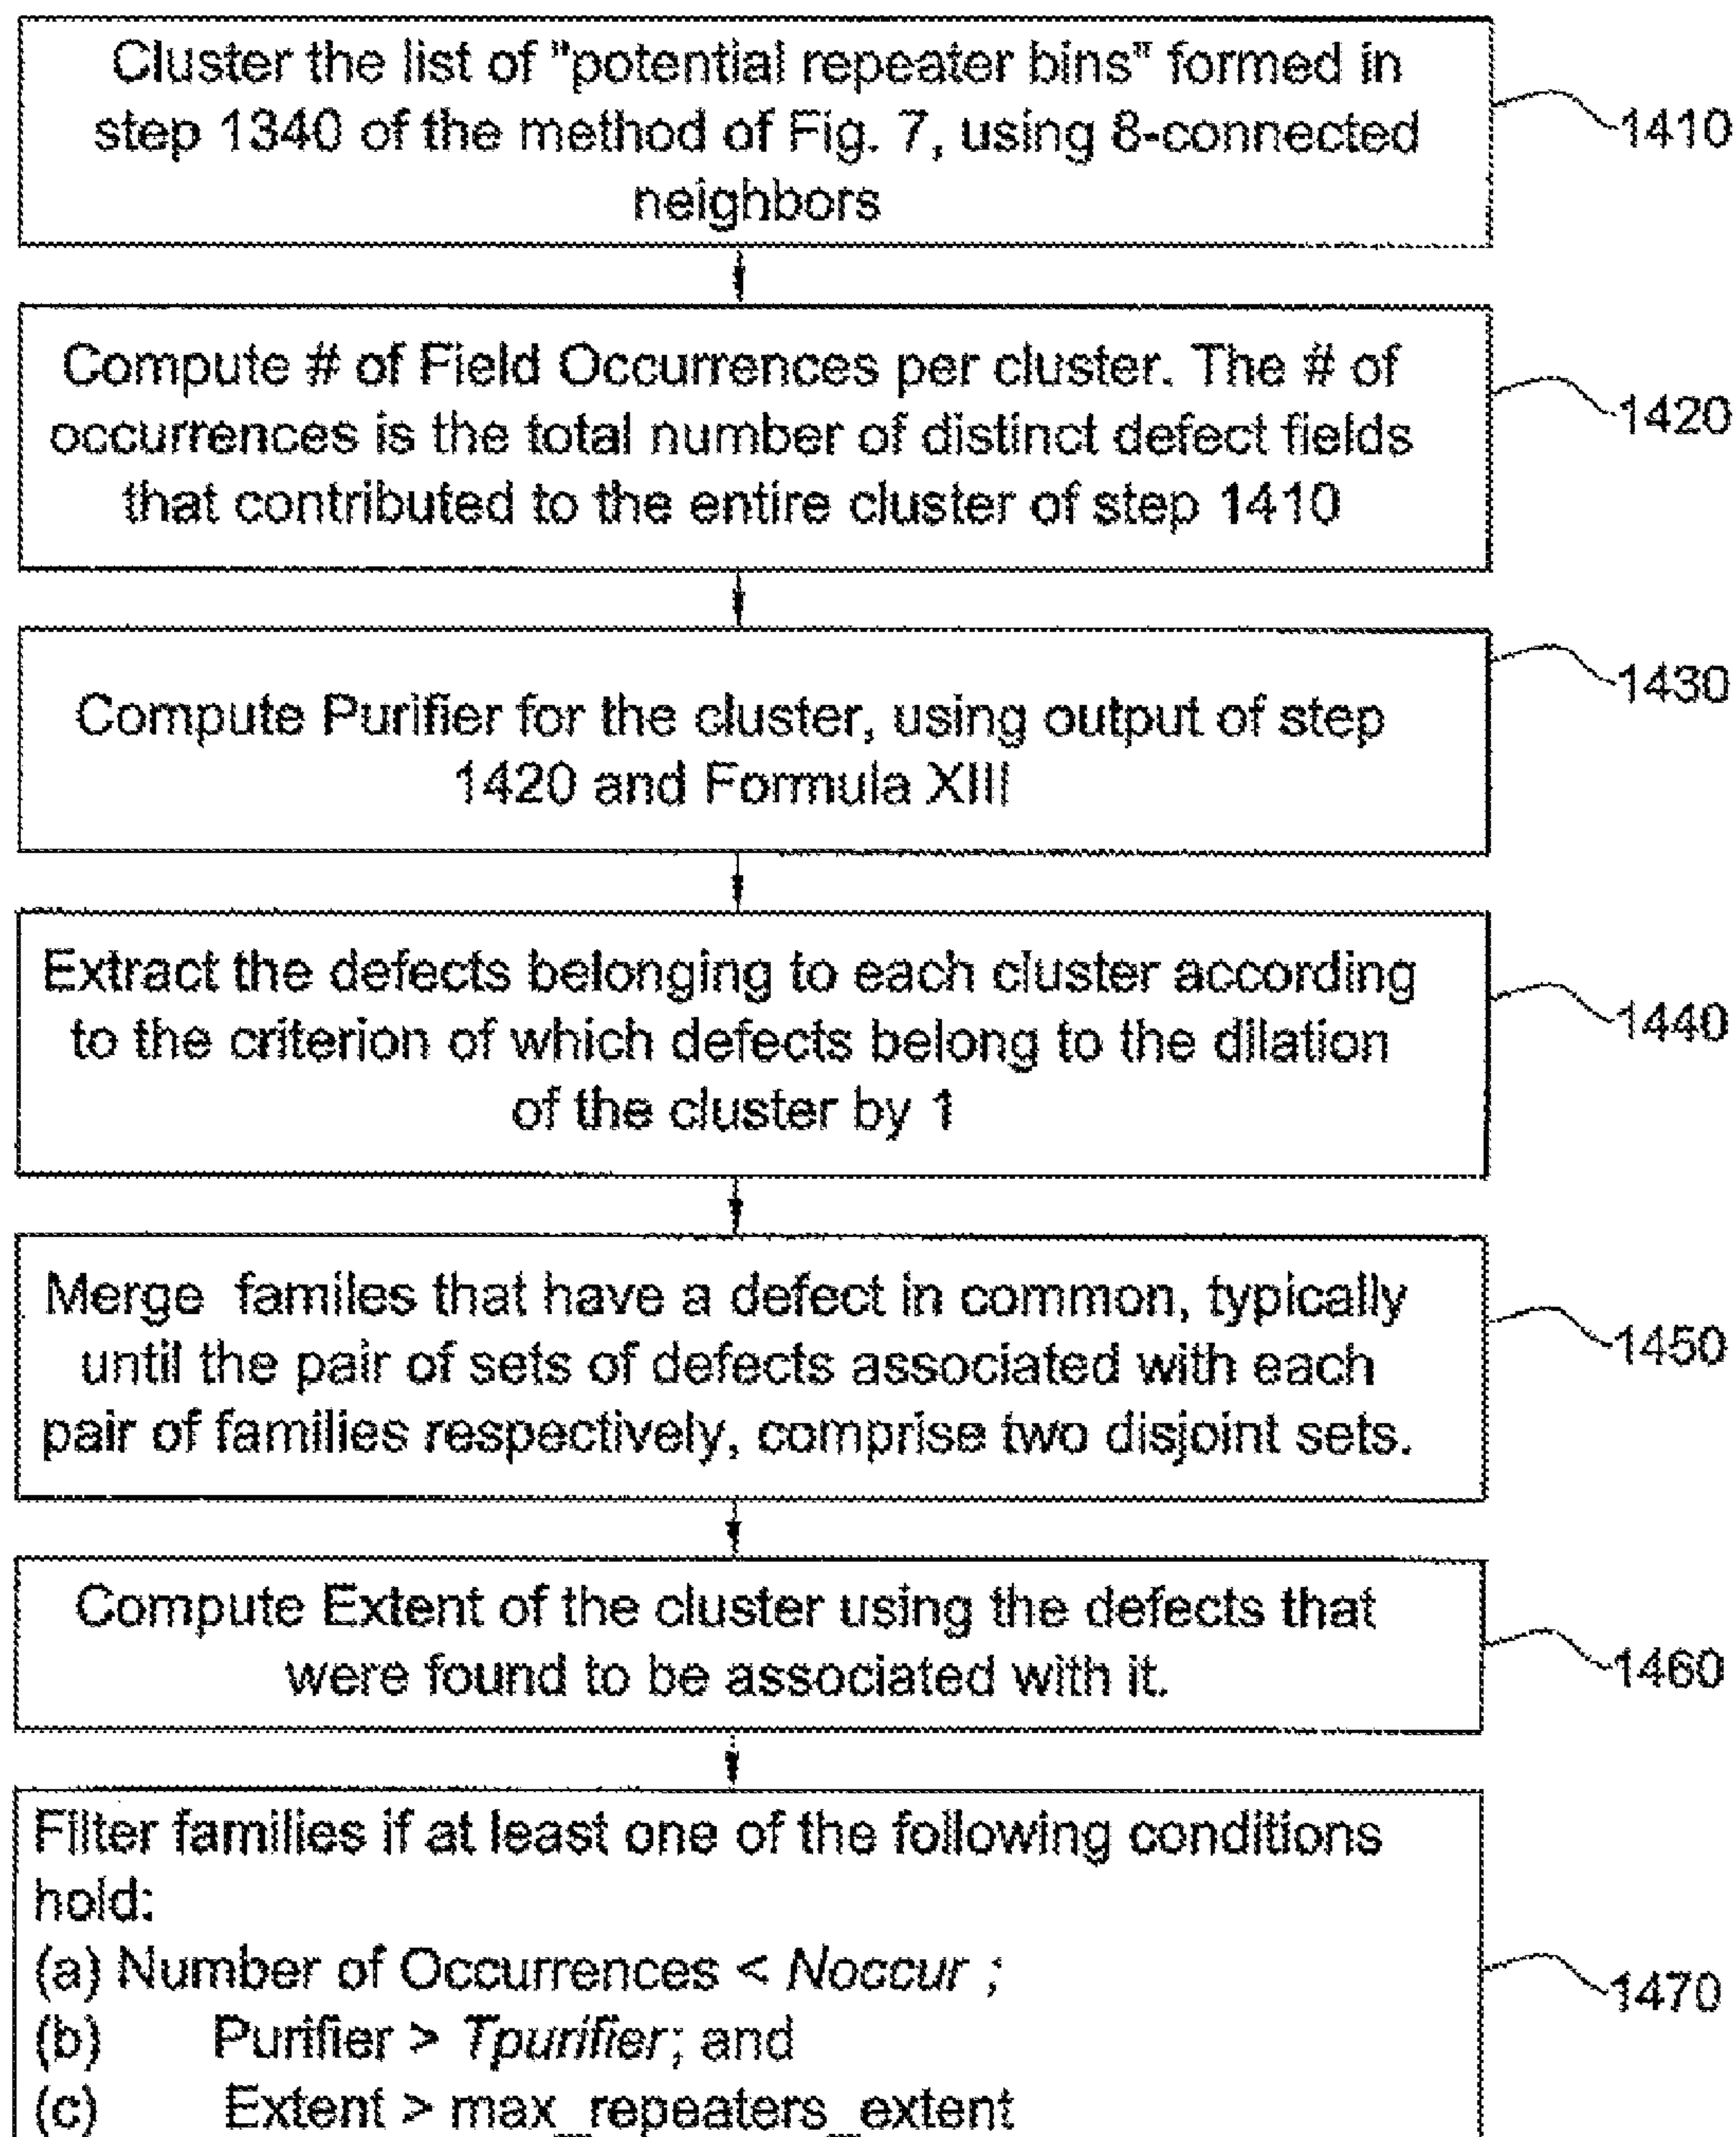 Cluster the list of "potential repeater bins" formed in
step 1340 of the method of Fig. 7, using 8-connected
neighbors
1410
Compute # of Field Occurrences per cluster. The # of
occurrences is the total number of distinct defect fields
that contributed to the entire cluster of step 1410
1420
Compute Purifier for the cluster, using output of step
1420 and Formula XIII
1430
Extract the defects belonging to each cluster according
to the criterion of which defects belong to the dilation
of the cluster by 1
1440
Merge familes that have a defect in common, typically
until the pair of sets of defects associated with each
pair of families respectively, comprise two disjoint sets.
1450
Compute Extent of the cluster using the defects that
were found to be associated with it.
1460
Filter families if at least one of the following conditions
hold:
(a) Number of Occurrences < Noccur ;
(b) Purifier > Tpurifier; and
(c) Extent > max_repeaters_extent
1470